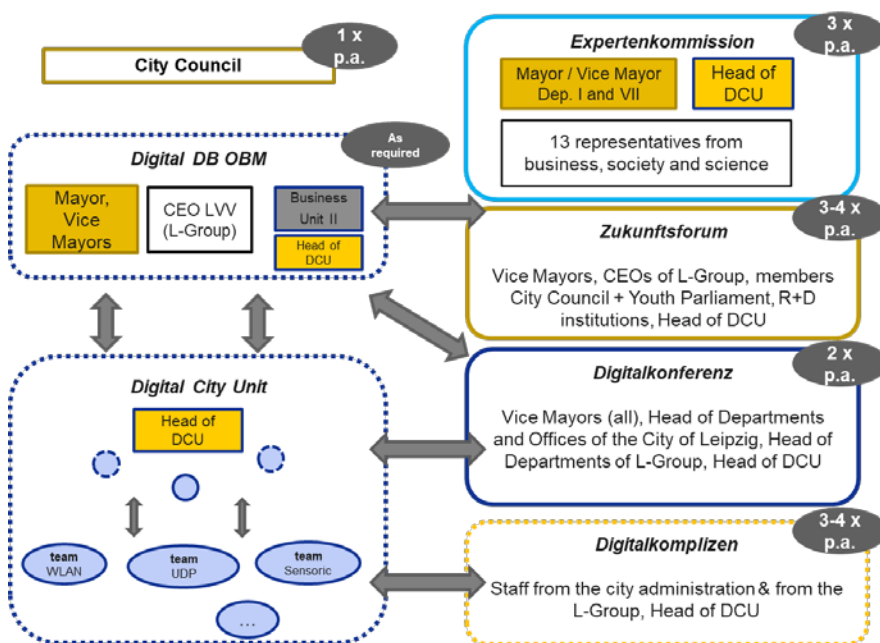 City Council
1 x
p.a.
Digital DB OBM
As
required
Mayor,
Vice
Mayors
CEO LVV
(L-Group)
Business
Unit II
Head of
DCU
Digital City Unit
Head of
DCU
team
WLAN
team
UDP
team
Sensoric
...
Expertenkommission
3 x
p.a.
Mayor / Vice Mayor
Dep. I and VII
Head of
DCU
13 representatives from
business, society and science
Zukunftsforum
3-4 x
p.a.
Vice Mayors, CEOs of L-Group, members
City Council + Youth Parliament, R+D
institutions, Head of DCU
Digitalkonferenz
2 x
p.a.
Vice Mayors (all), Head of Departments
and Offices of the City of Leipzig, Head of
Departments of L-Group, Head of DCU
Digitalkomplizen
3-4 x
p.a.
Staff from the city administration & from the
L-Group, Head of DCU